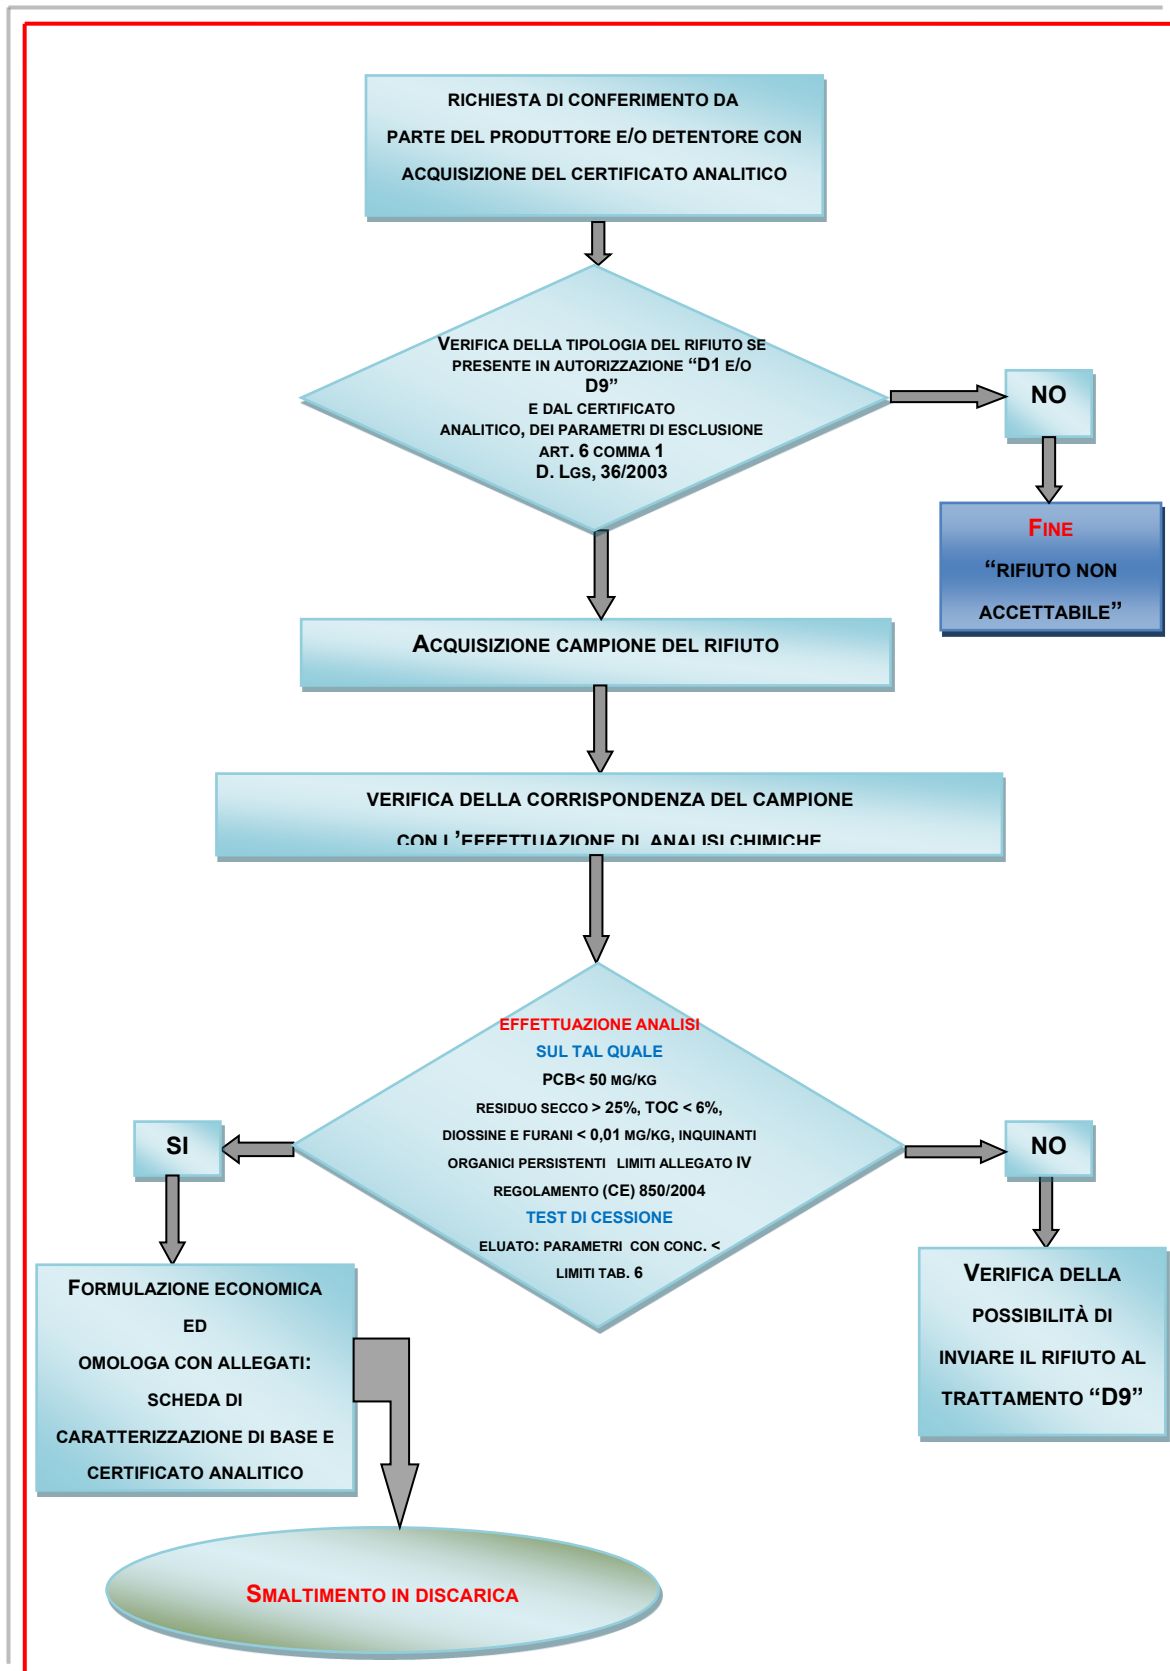 RICHIESTA DI CONFERIMENTO DA
PARTE DEL PRODUTTORE E/O DETENTORE CON
ACQUISIZIONE DEL CERTIFICATO ANALITICO
VERIFICA DELLA TIPOLOGIA DEL RIFIUTO SE
PRESENTE IN AUTORIZZAZIONE “D1 E/O
D9”
E DAL CERTIFICATO
ANALITICO, DEI PARAMETRI DI ESCLUSIONE
ART. 6 COMMA 1
D. LGS, 36/2003
NO
FINE
“RIFIUTO NON
ACCETTABILE”
ACQUISIZIONE CAMPIONE DEL RIFIUTO
VERIFICA DELLA CORRISPONDENZA DEL CAMPIONE
CON L'EFFETTUAZIONE DI ANALISI CHIMICHE
EFFETTUAZIONE ANALISI
SUL TAL QUALE
PCB< 50 MG/KG
RESIDUO SECCO > 25%, TOC < 6%,
DIOSSINE E FURANI < 0,01 MG/KG, INQUINANTI
ORGANICI PERSISTENTI LIMITI ALLEGATO IV
REGOLAMENTO (CE) 850/2004
TEST DI CESSIONE
ELUATO: PARAMETRI CON CONC. <
LIMITI TAB. 6
SI
NO
FORMULAZIONE ECONOMICA
ED
OMOLOGA CON ALLEGATI:
SCHEDA DI
CARATTERIZZAZIONE DI BASE E
CERTIFICATO ANALITICO
VERIFICA DELLA
POSSIBILITÀ DI
INVIARE IL RIFIUTO AL
TRATTAMENTO “D9”
SMALTIMENTO IN DISCARICA